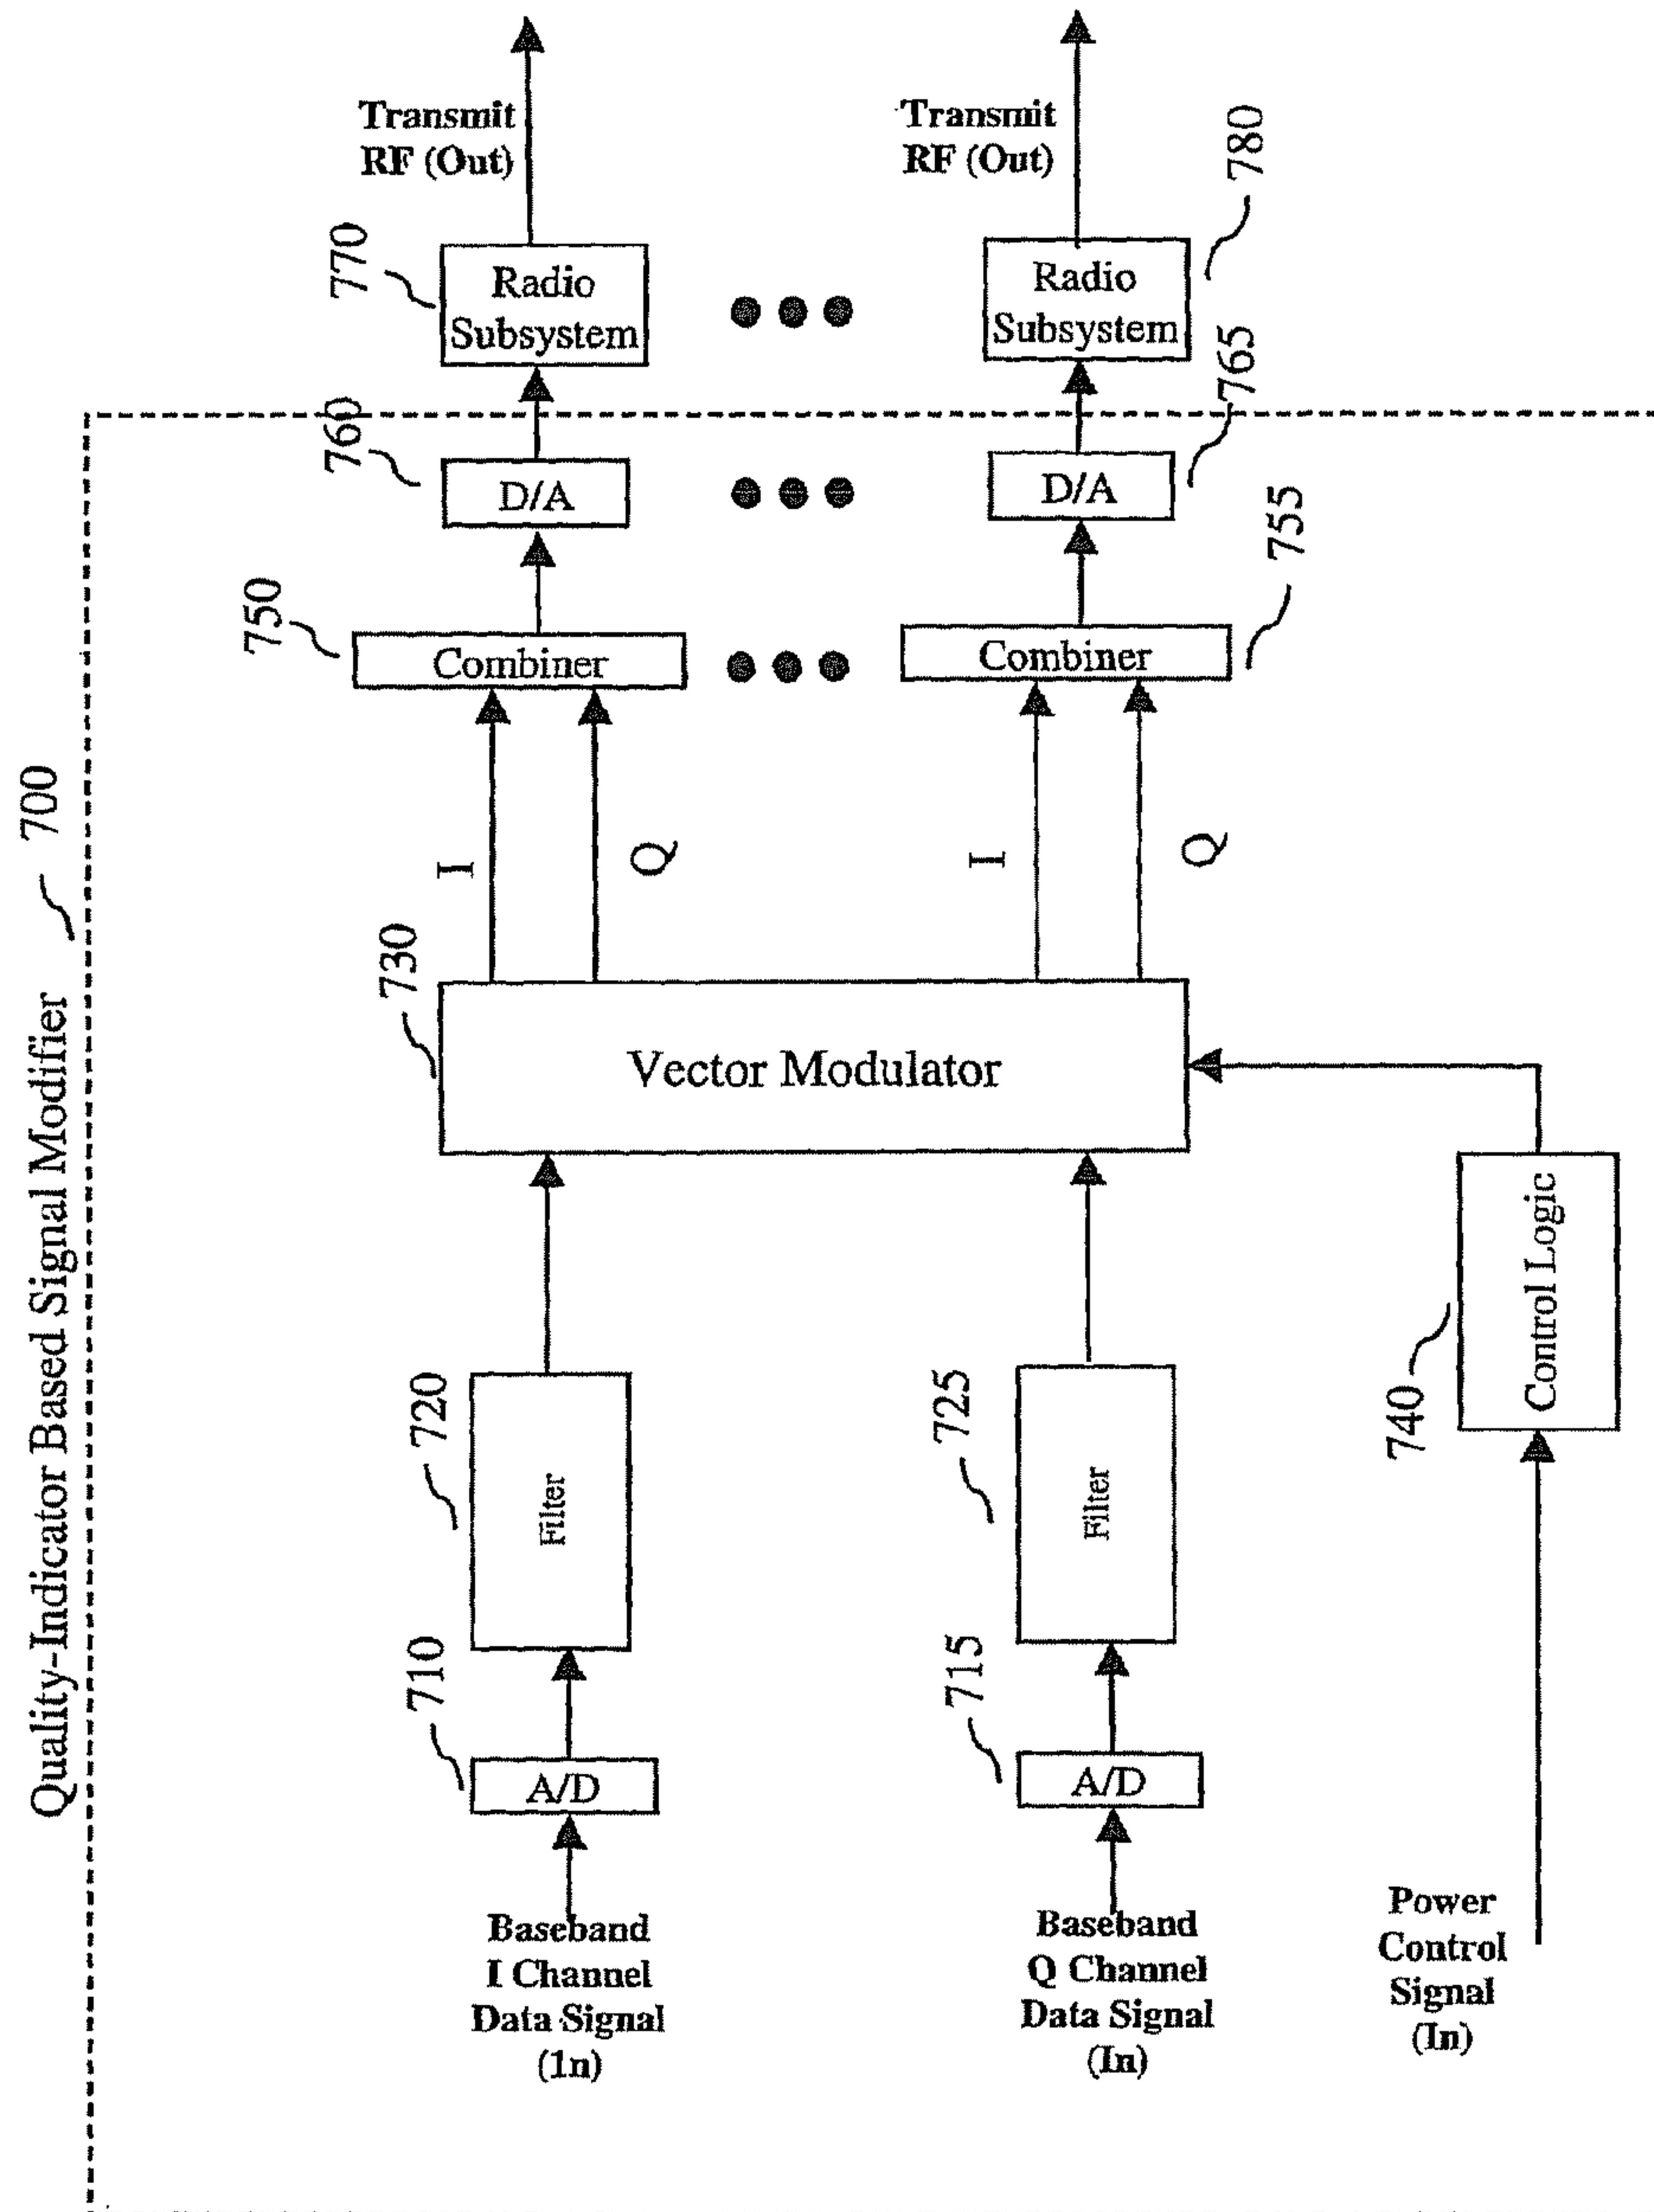 Quality-Indicator Based Signal Modifier
700
Transmit
RF (Out)
Transmit
RF (Out)
770
Radio
Subsystem
780
Radio
Subsystem
760
D/A
765
D/A
750
Combiner
755
Combiner
I
Q
I
Q
730
Vector Modulator
720
Filter
725
Filter
740
Control Logic
710
A/D
715
A/D
Baseband
I Channel
Data Signal
(1n)
Baseband
Q Channel
Data Signal
(In)
Power
Control
Signal
(In)